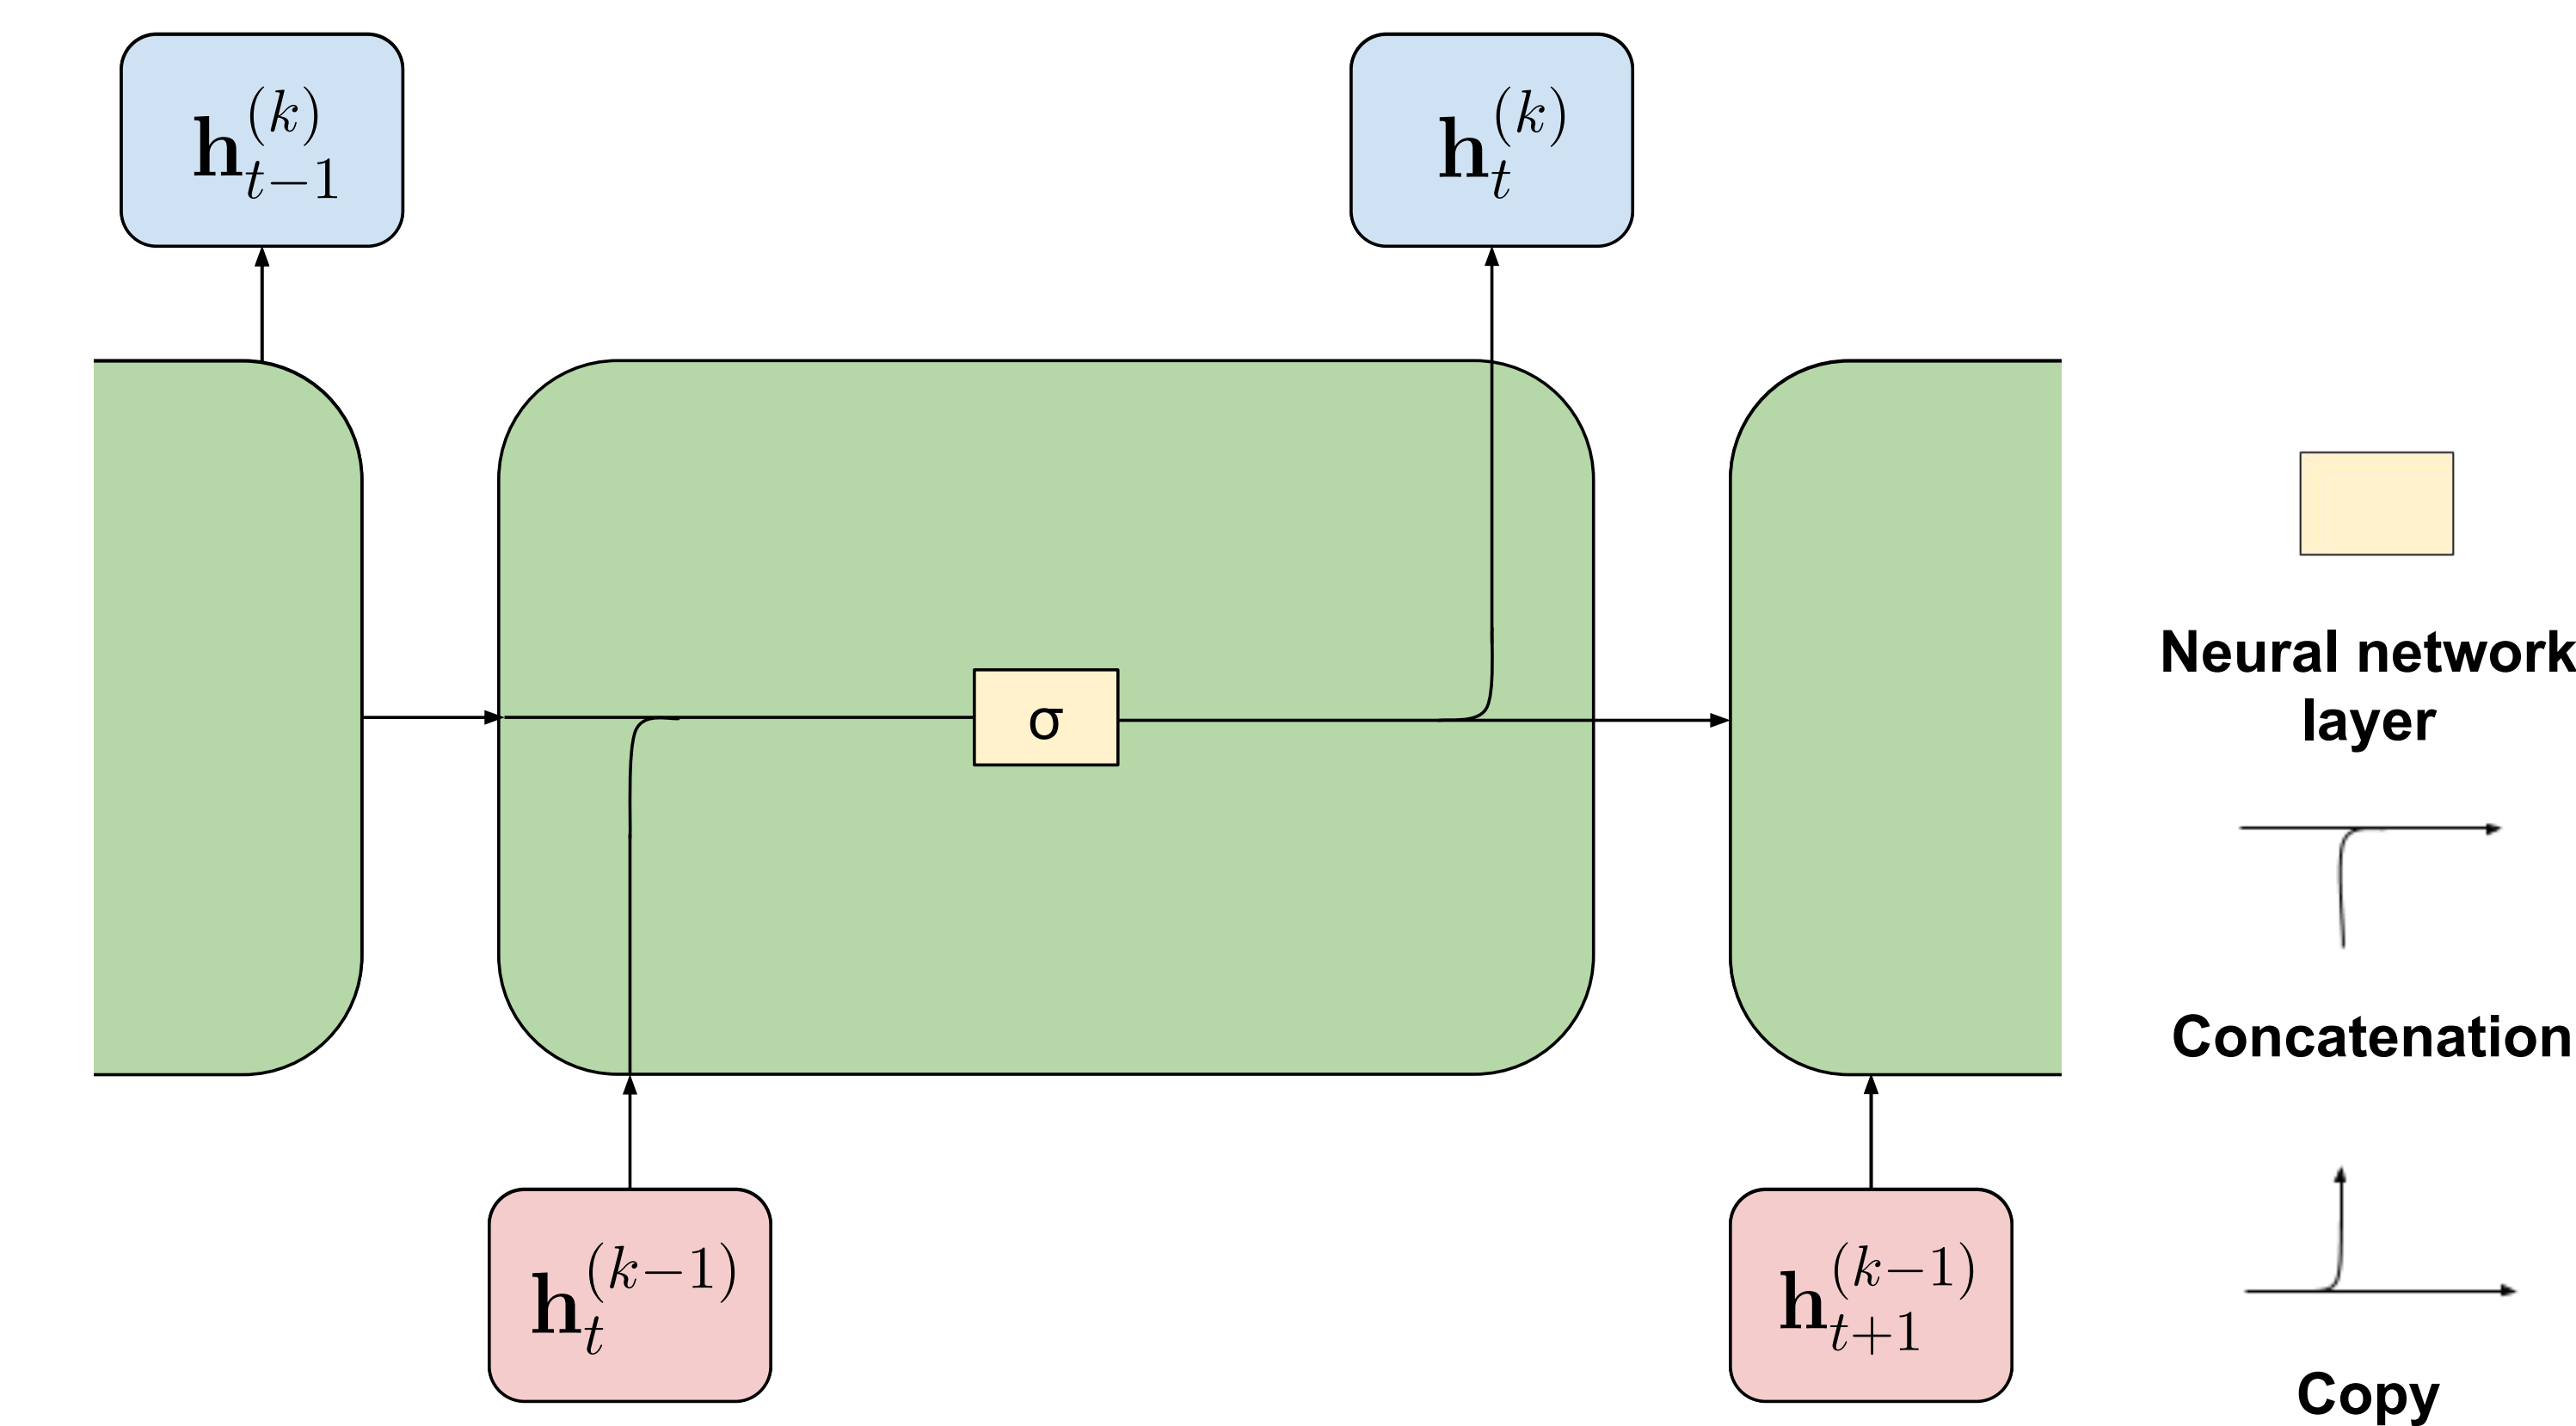 h_{t-1}^{(k)}
h_t^{(k)}
σ
h_t^{(k-1)}
h_{t+1}^{(k-1)}
Neural network
layer
Concatenation
Copy